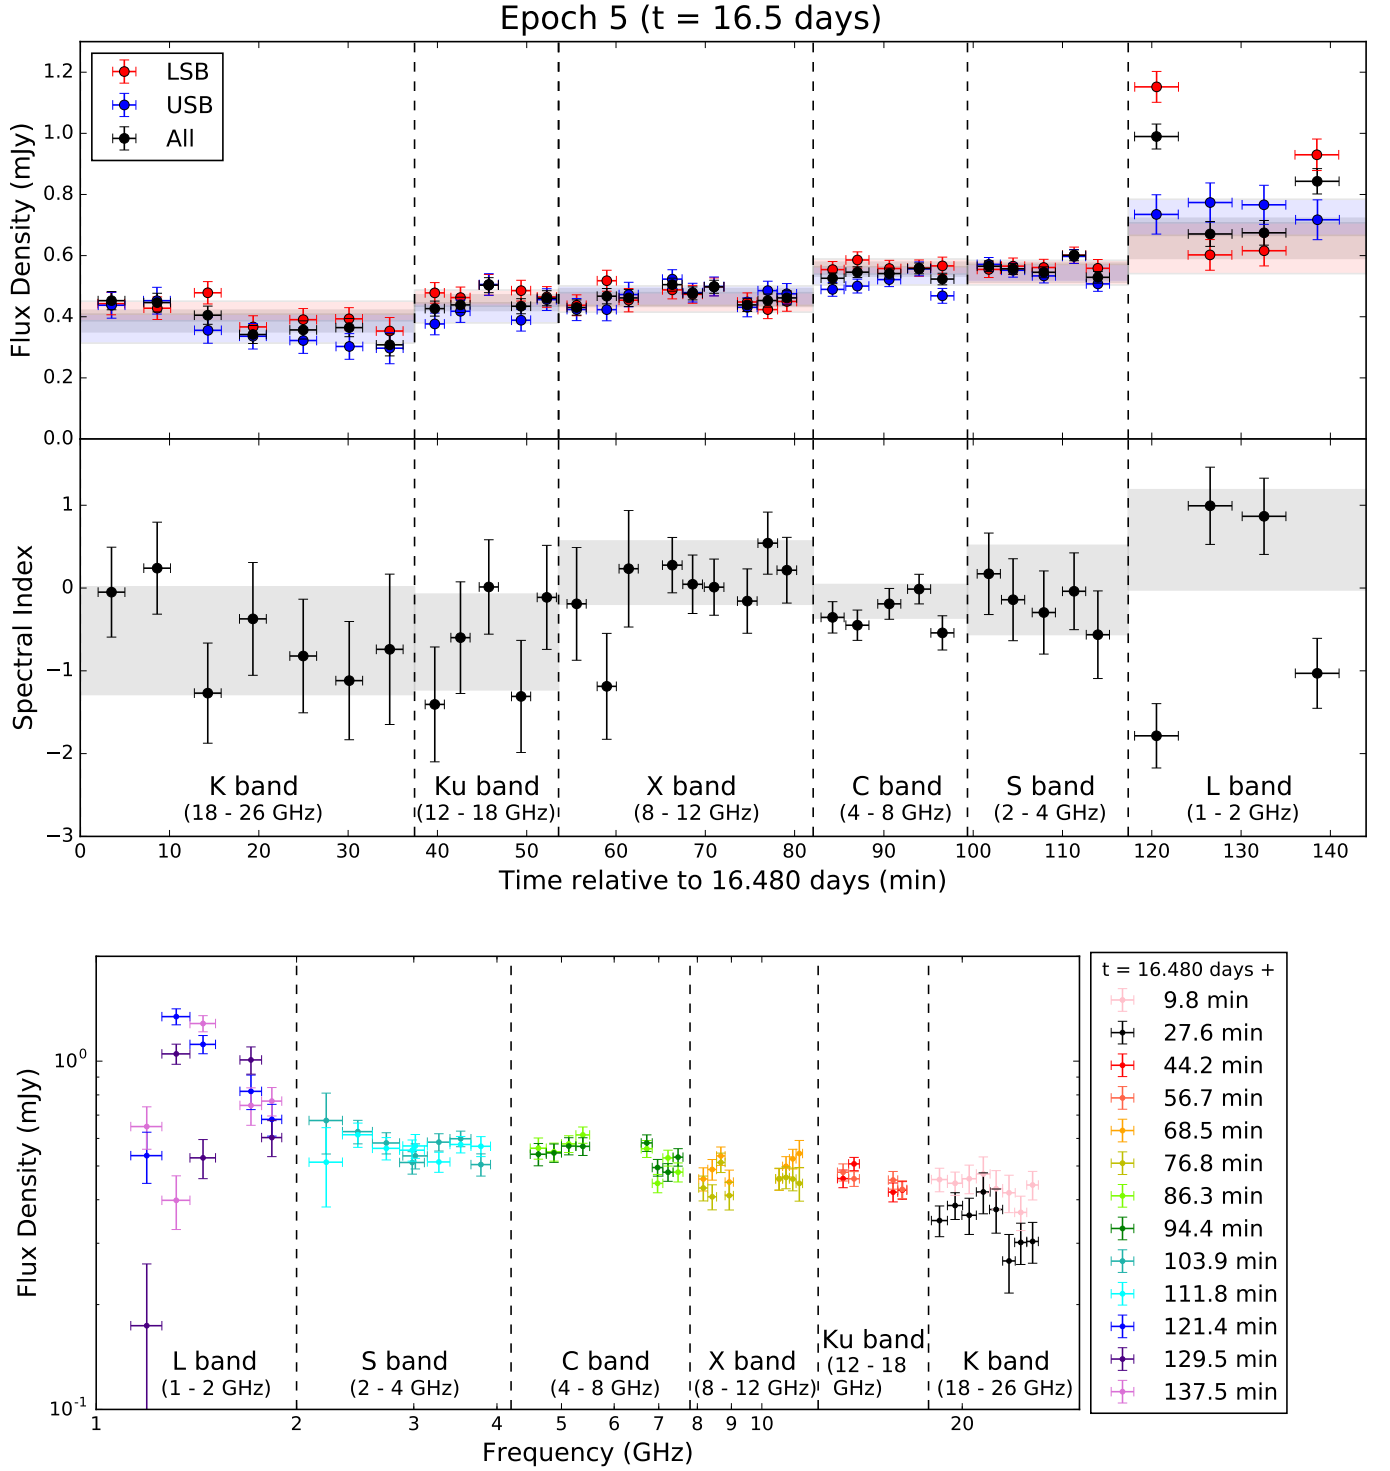 Epoch 5 (t = 16.5 days)
LSB
USB
All
Flux Density (mJy)
1.2
1.0
0.8
0.6
0.4
0.2
0.0
Spectral Index
1
0
−1
−2
−3
K band
(18 - 26 GHz)
Ku band
(12 - 18 GHz)
X band
(8 - 12 GHz)
C band
(4 - 8 GHz)
S band
(2 - 4 GHz)
L band
(1 - 2 GHz)
0 10 20 30 40 50 60 70 80 90 100 110 120 130 140
Time relative to 16.480 days (min)
Flux Density (mJy)
10^0
10^-1
L band
(1 - 2 GHz)
S band
(2 - 4 GHz)
C band
(4 - 8 GHz)
X band
(8 - 12 GHz)
Ku band
(12 - 18
GHz)
K band
(18 - 26 GHz)
1 2 3 4 5 6 7 8 9 10 20
Frequency (GHz)
t = 16.480 days +
9.8 min
27.6 min
44.2 min
56.7 min
68.5 min
76.8 min
86.3 min
94.4 min
103.9 min
111.8 min
121.4 min
129.5 min
137.5 min